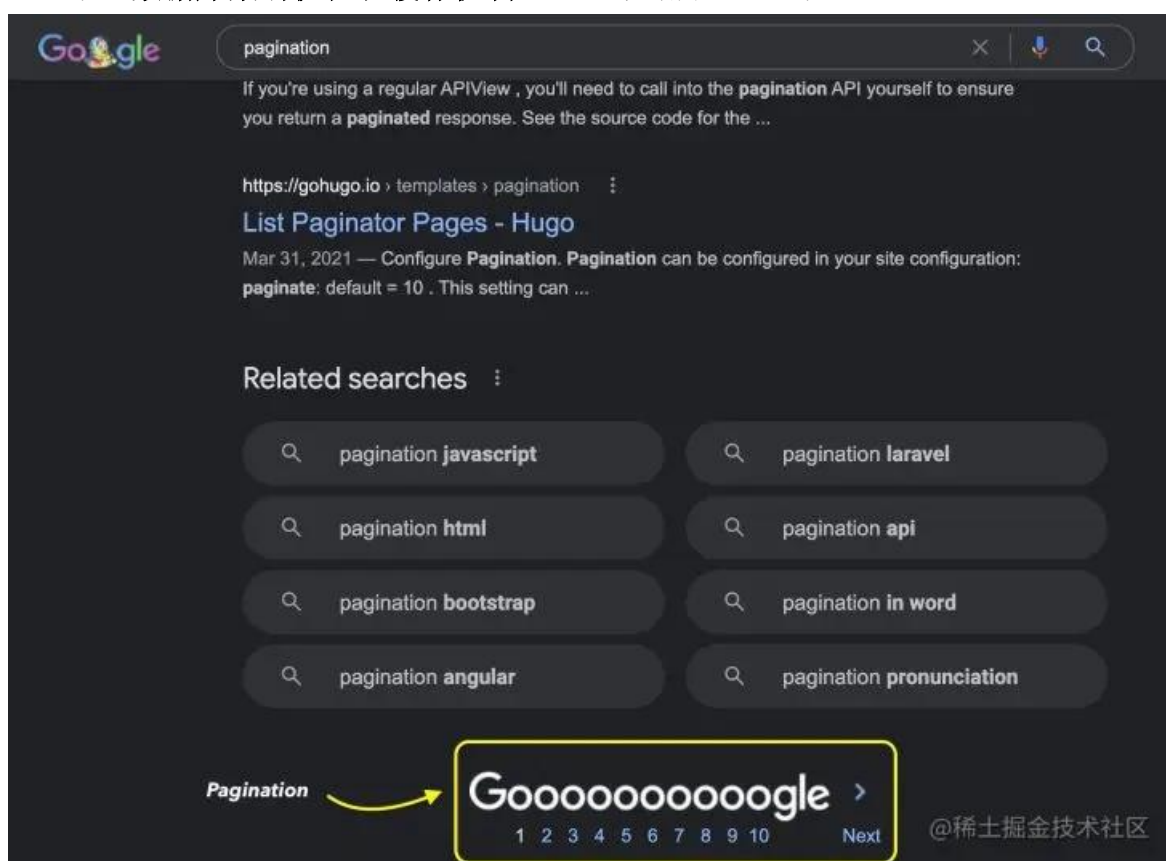 Google
pagination
If you're using a regular APIView , you'll need to call into the pagination API yourself to ensure
you return a paginated response. See the source code for the ...
https://gohugo.io › templates › pagination
List Paginator Pages - Hugo
Mar 31, 2021 — Configure Pagination. Pagination can be configured in your site configuration:
paginate: default = 10 . This setting can ...
Related searches
pagination javascript
pagination laravel
pagination html
pagination api
pagination bootstrap
pagination in word
pagination angular
pagination pronunciation
Pagination
Goooooooooogle >
1 2 3 4 5 6 7 8 9 10 Next
@稀土掘金技术社区